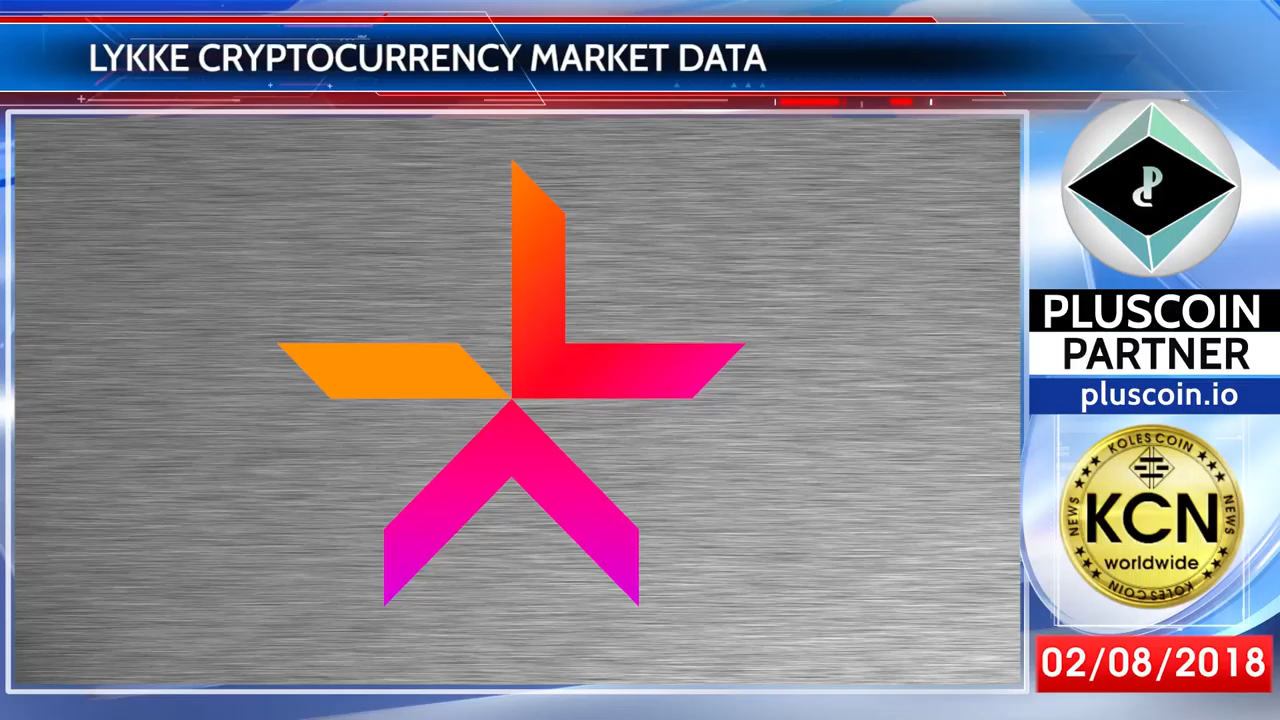 LYKKE CRYPTOCURRENCY MARKET DATA
PLUSCOIN
PARTNER
pluscoin.io
KOLES COIN
NEWS
KCN
NEWS
worldwide
KOLES COIN
02/08/2018